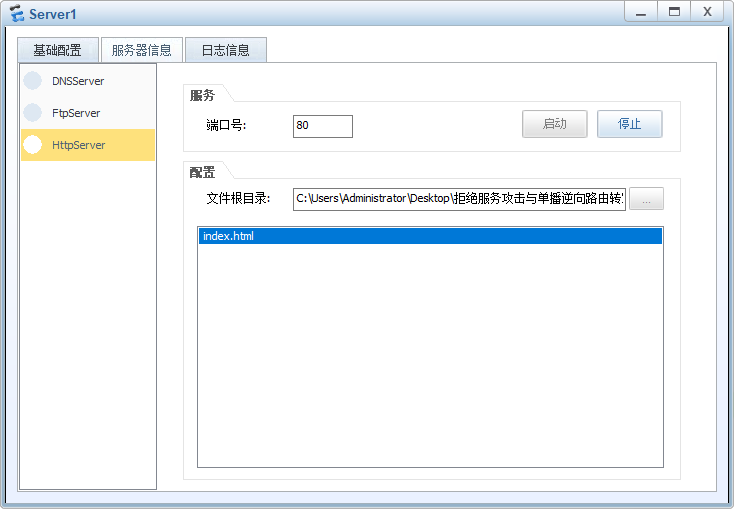 Server1
基础配置 服务器信息 日志信息
DNSServer
FtpServer
HttpServer
服务
端口号: 80 启动 停止
配置
文件根目录: C:\Users\Administrator\Desktop\拒绝服务攻击与单播逆向路由转 ...
index.html